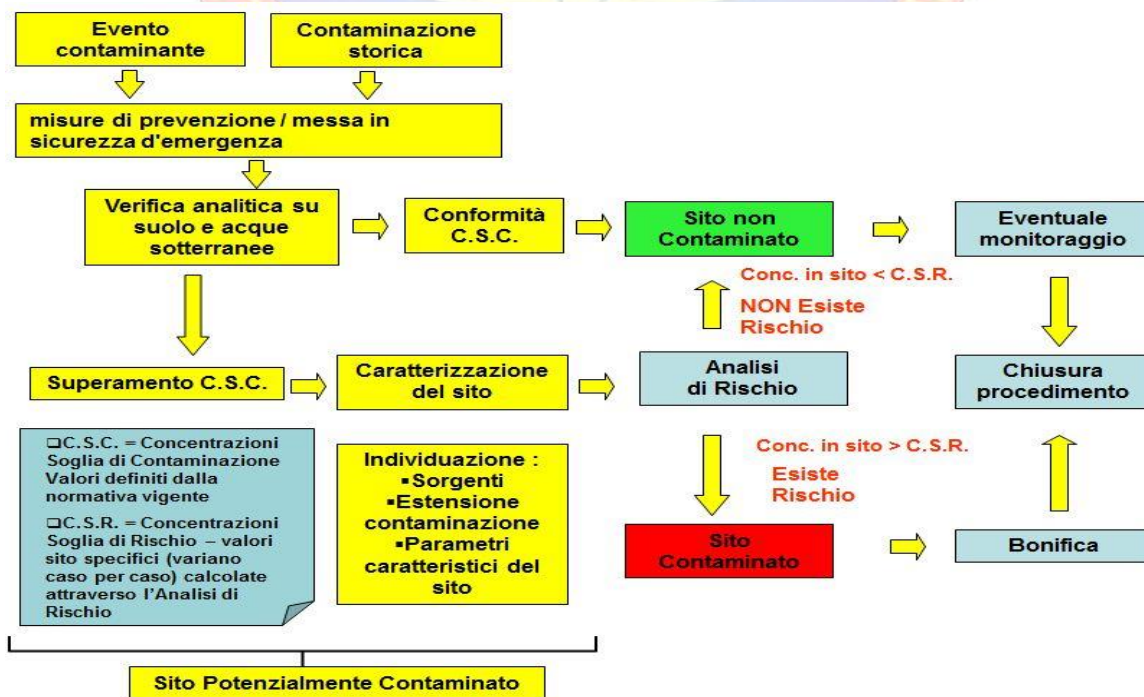 Evento
contaminante
Contaminazione
storica
misure di prevenzione / messa in
sicurezza d'emergenza
Verifica analitica su
suolo e acque
sotterranee
Conformità
C.S.C.
Sito non
Contaminato
Eventuale
monitoraggio
Conc. in sito < C.S.R.
NON Esiste
Rischio
Superamento C.S.C.
Caratterizzazione
del sito
Analisi
di Rischio
Chiusura
procedimento
❑C.S.C. = Concentrazioni
Soglia di Contaminazione
Valori definiti dalla
normativa vigente
❑C.S.R. = Concentrazioni
Soglia di Rischio – valori
sito specifici (variano
caso per caso) calcolate
attraverso l'Analisi di
Rischio
Individuazione :
▪Sorgenti
▪Estensione
contaminazione
▪Parametri
caratteristici del
sito
Conc. in sito > C.S.R.
Esiste
Rischio
Sito
Contaminato
Bonifica
Sito Potenzialmente Contaminato